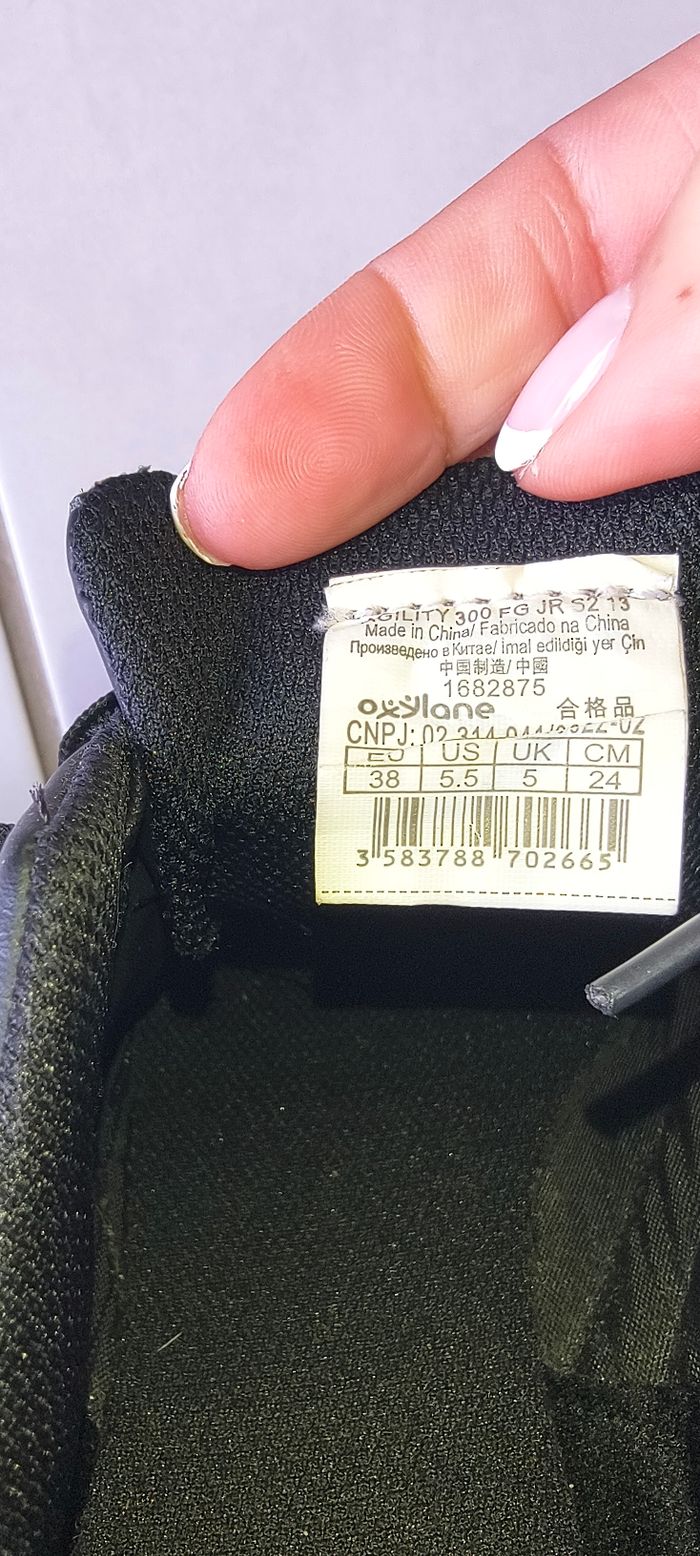 AGILITY 300 FG JR S2 13
Made in China/ Fabricado na China
Произведено в Китае/ imal edildiği yer Çin
中国制造/ 中國
1682875
oxylane 合格品
CNPJ:
EU US UK CM
38 5.5 5 24
3 583788 702665